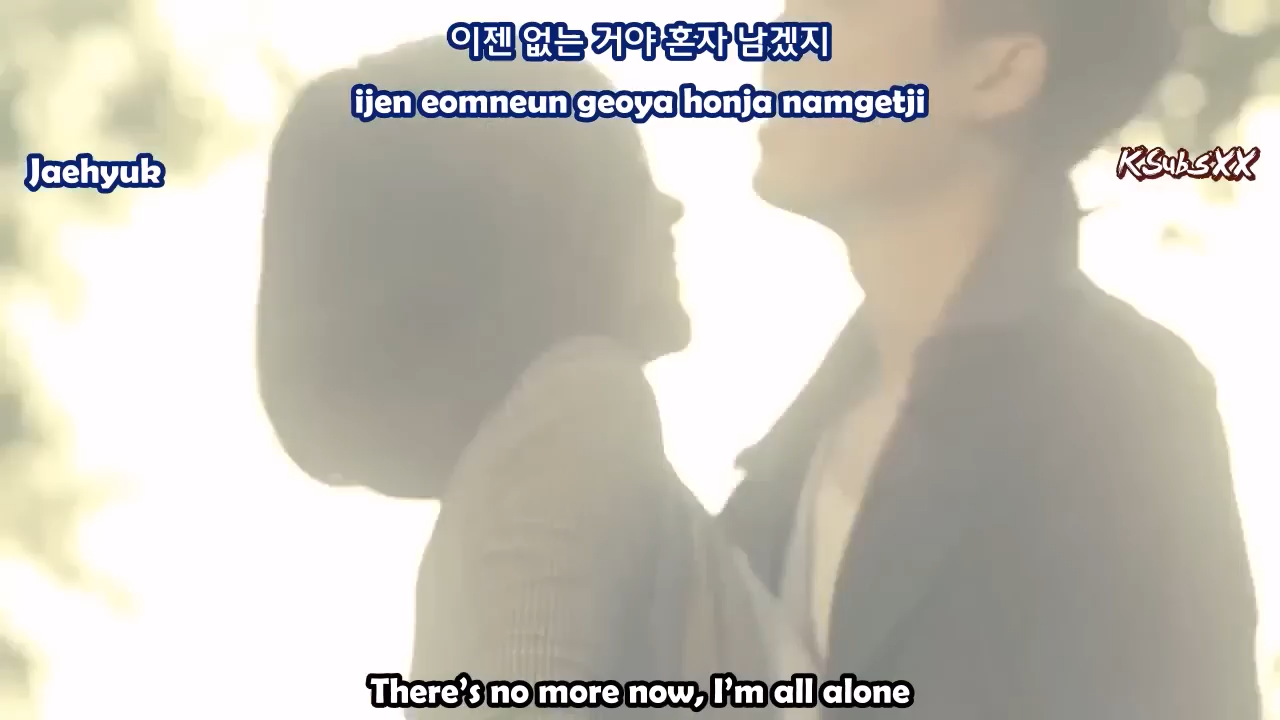 이젠 없는 거야 혼자 남겠지
ijen eomneun geoya honja namgetji
Jaehyuk
KSubsXX
There's no more now, I'm all alone